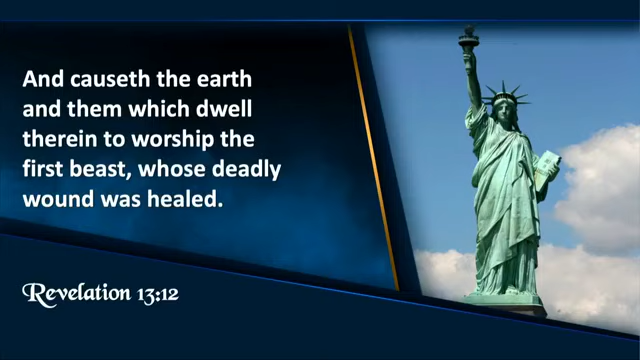 And causeth the earth
and them which dwell
therein to worship the
first beast, whose deadly
wound was healed.
Revelation 13:12